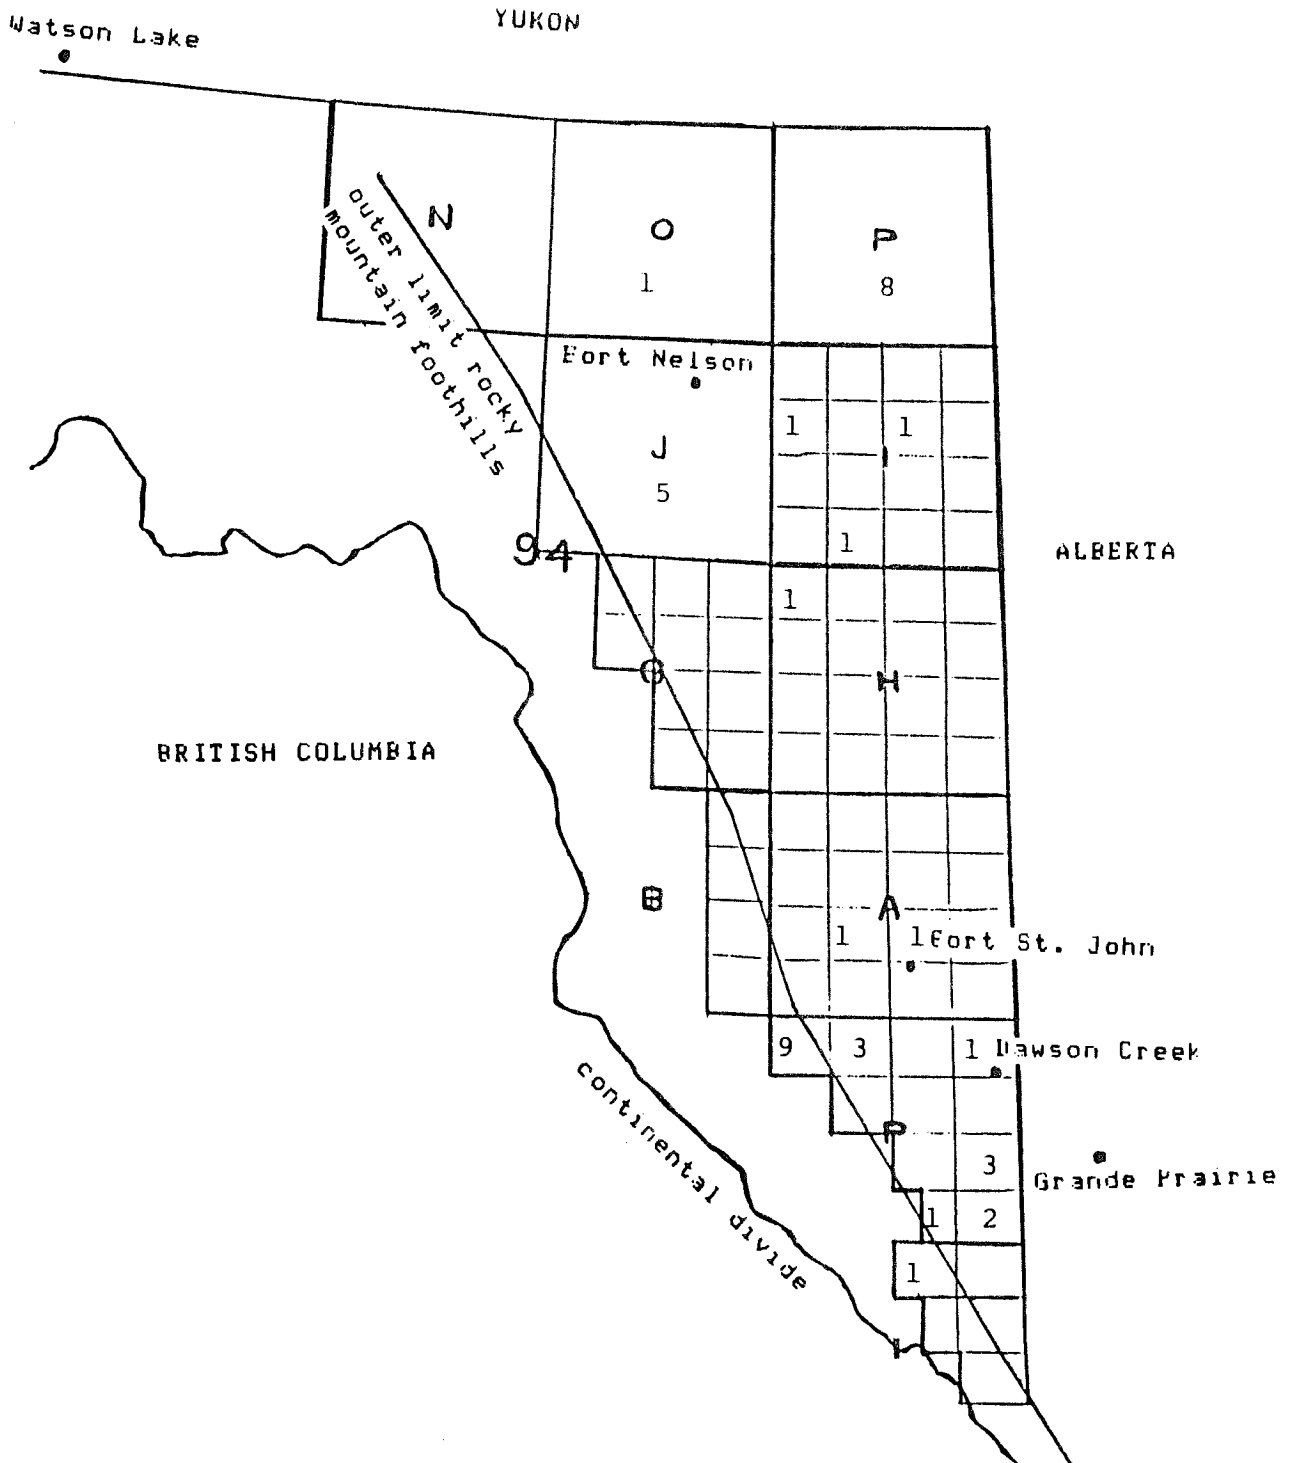 YUKON
Watson Lake
N
O
P
1
8
outer limit rocky
mountain foothills
Fort Nelson
1
1
J
5
1
94
ALBERTA
1
G
H
BRITISH COLUMBIA
B
A
1
1
Fort St. John
9
3
1
Dawson Creek
continental divide
P
3
Grande Prairie
1
2
1
I